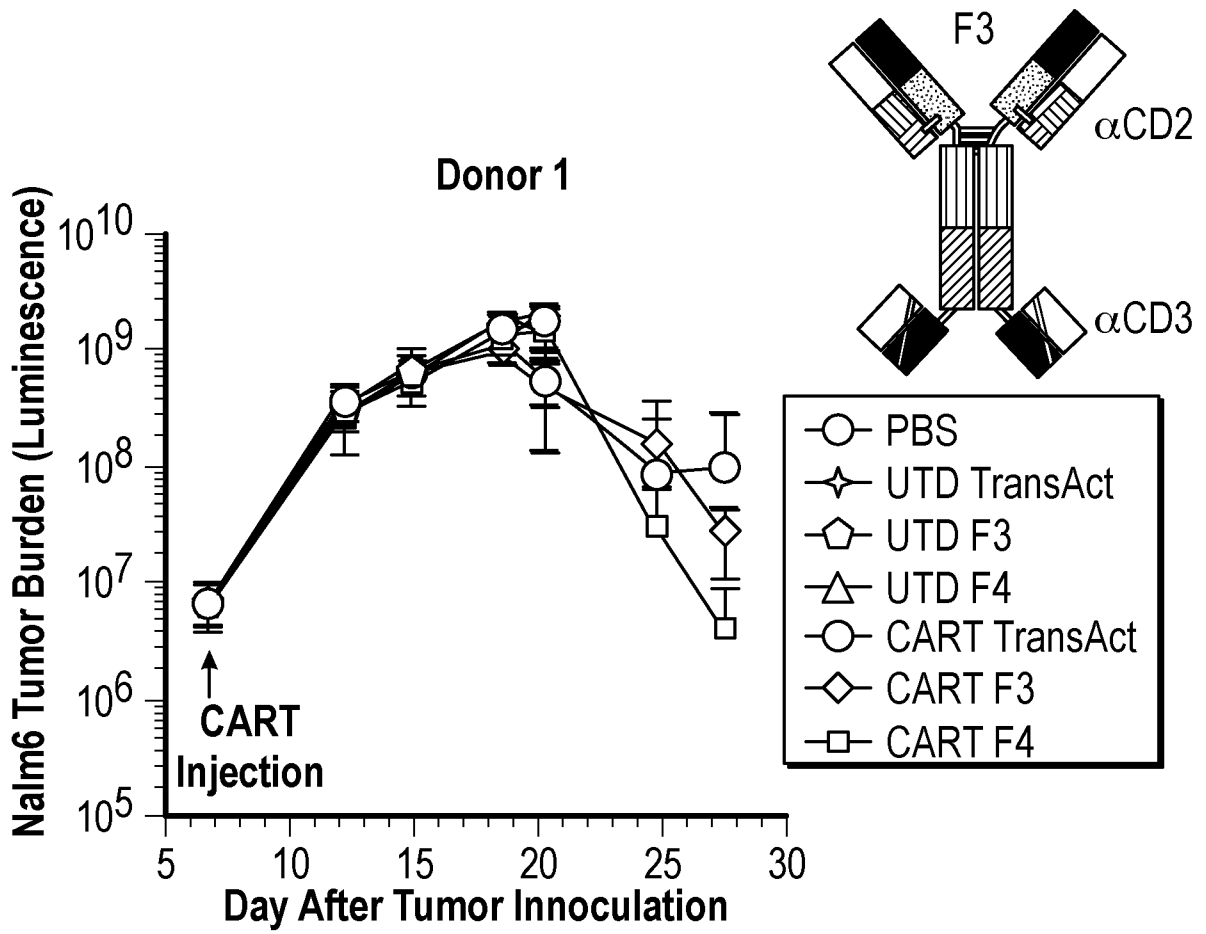 F3
αCD2
αCD3
Donor 1
Nalm6 Tumor Burden (Luminescence)
10^10
10^9
10^8
10^7
10^6
10^5
CART
Injection
5 10 15 20 25 30
Day After Tumor Innoculation
PBS
UTD TransAct
UTD F3
UTD F4
CART TransAct
CART F3
CART F4